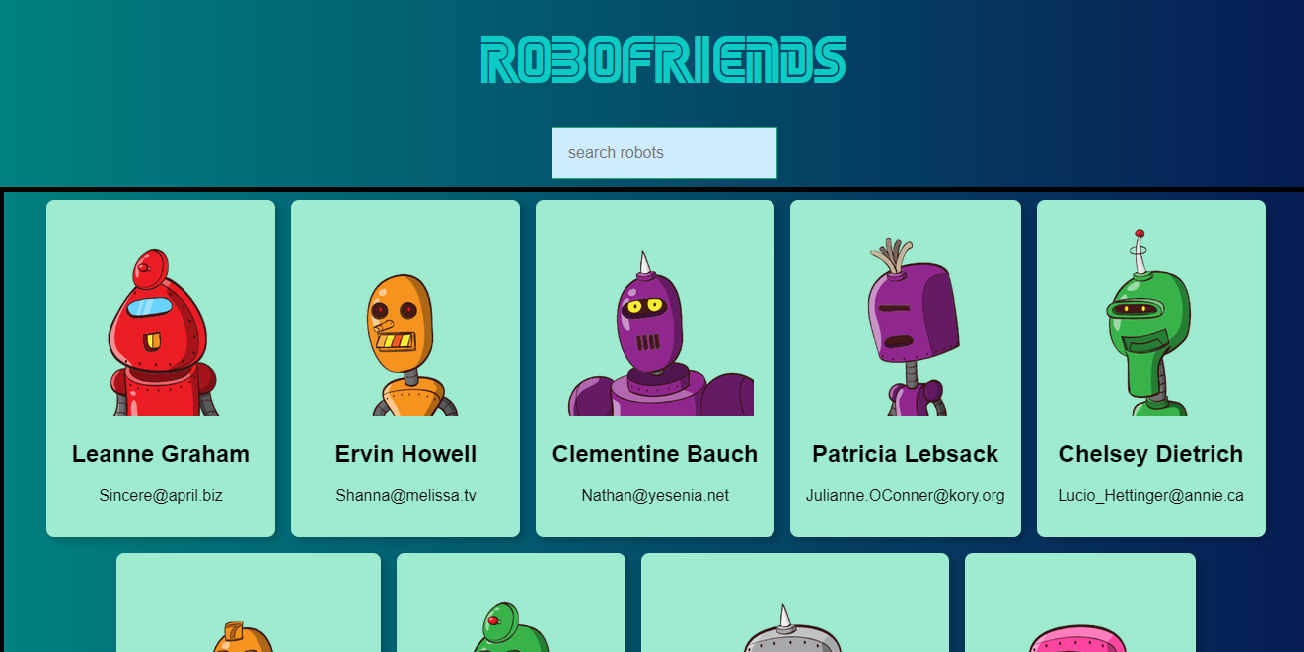 ROBOFRIENDS
search robots
Leanne Graham
Ervin Howell
Clementine Bauch
Patricia Lebsack
Chelsey Dietrich
Sincere@april.biz
Shanna@melissa.tv
Nathan@yesenia.net
Julianne.OConner@kory.org
Lucio_Hettinger@annie.ca
7